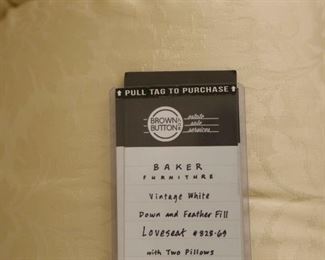 PULL TAG TO PURCHASE
BROWN
BUTTON
estate
sale
services
BAKER
FURNITURE
Vintage White
Down and Feather Fill
Loveseat #828-69
with Two Pillows